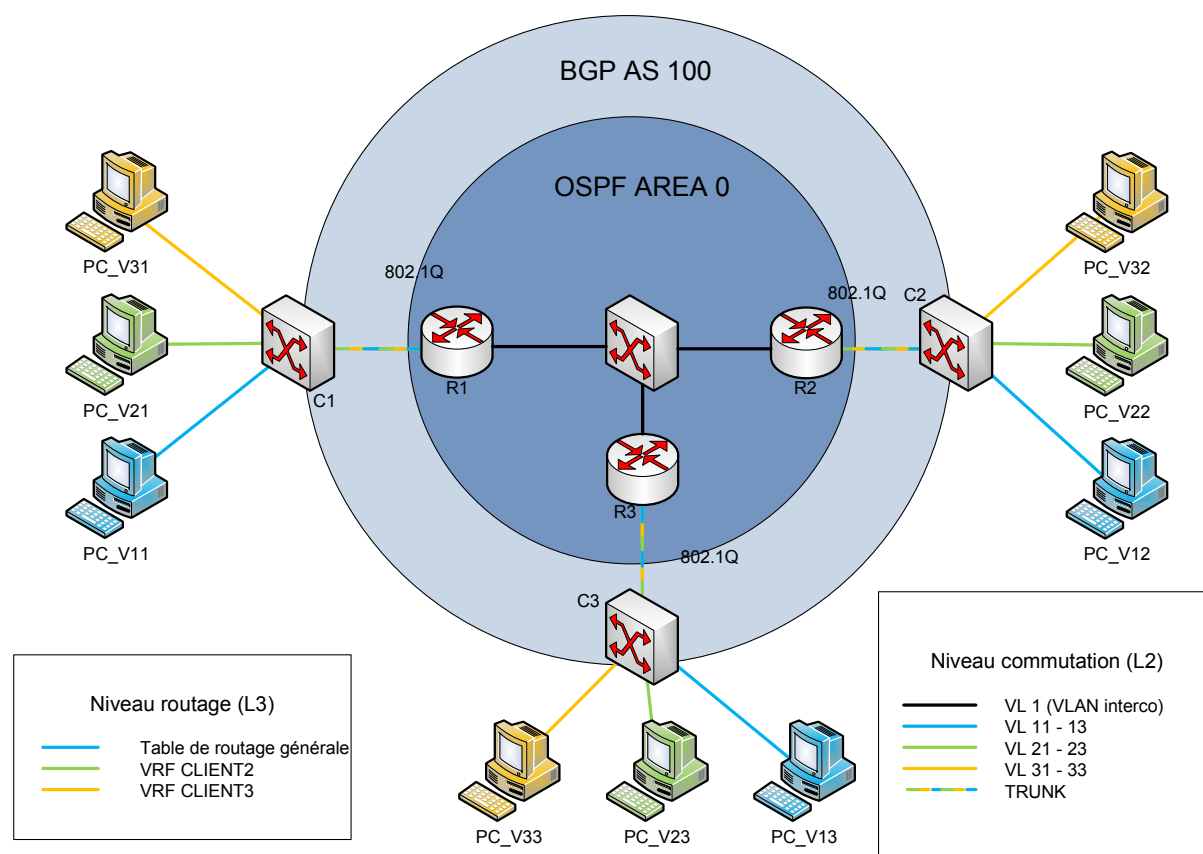 BGP AS 100
OSPF AREA 0
802.1Q
802.1Q
C2
PC_V31
PC_V32
R1
R2
C1
PC_V21
PC_V22
R3
PC_V11
PC_V12
802.1Q
C3
Niveau routage (L3)
Table de routage générale
VRF CLIENT2
VRF CLIENT3
Niveau commutation (L2)
VL 1 (VLAN interco)
VL 11 - 13
VL 21 - 23
VL 31 - 33
TRUNK
PC_V33
PC_V23
PC_V13